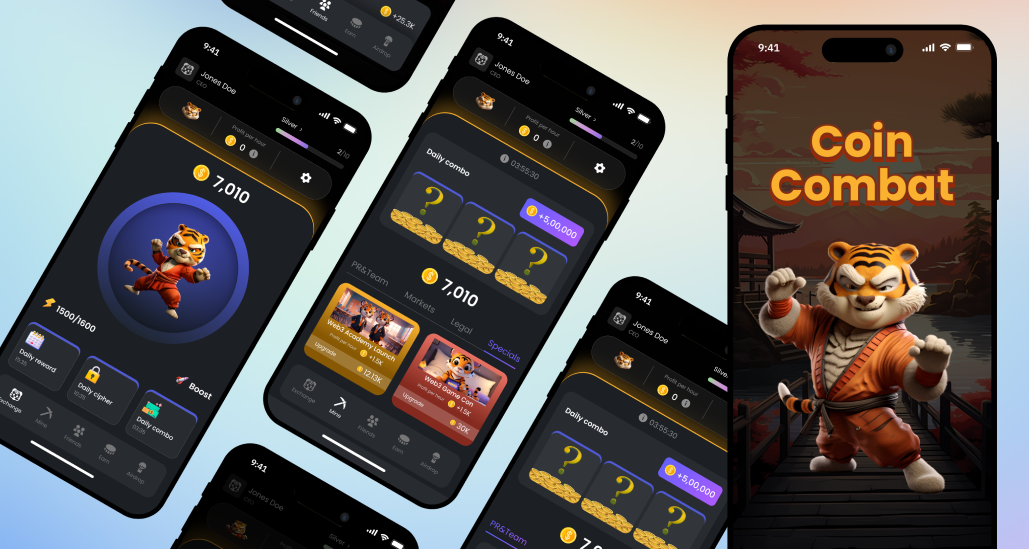 Friends
Earn
Airdrop
+25.3K
9:41
Jones Doe
CEO
Silver
2/10
Profit per hour
0
7,010
1500/1600
Boost
Daily reward
Daily cipher
Daily combo
Exchange
Mine
Friends
Earn
Airdrop
9:41
Jones Doe
CEO
Silver
2/10
Profit per hour
0
Daily combo
03:55:30
+5,00,000
7,010
PR&Team
Markets
Legal
Specials
Web3 Academy Launch
Profit per hour
+1.5K
Upgrade
12.13K
Web3 Game Con
Profit per hour
+1.5K
Upgrade
30K
Exchange
Mine
Friends
Earn
Airdrop
9:41
Jones Doe
CEO
Silver
9:41
Jones Doe
CEO
Profit per hour
0
Daily combo
03:55:30
+5,00,000
PR&Team
9:41
Coin
Combat